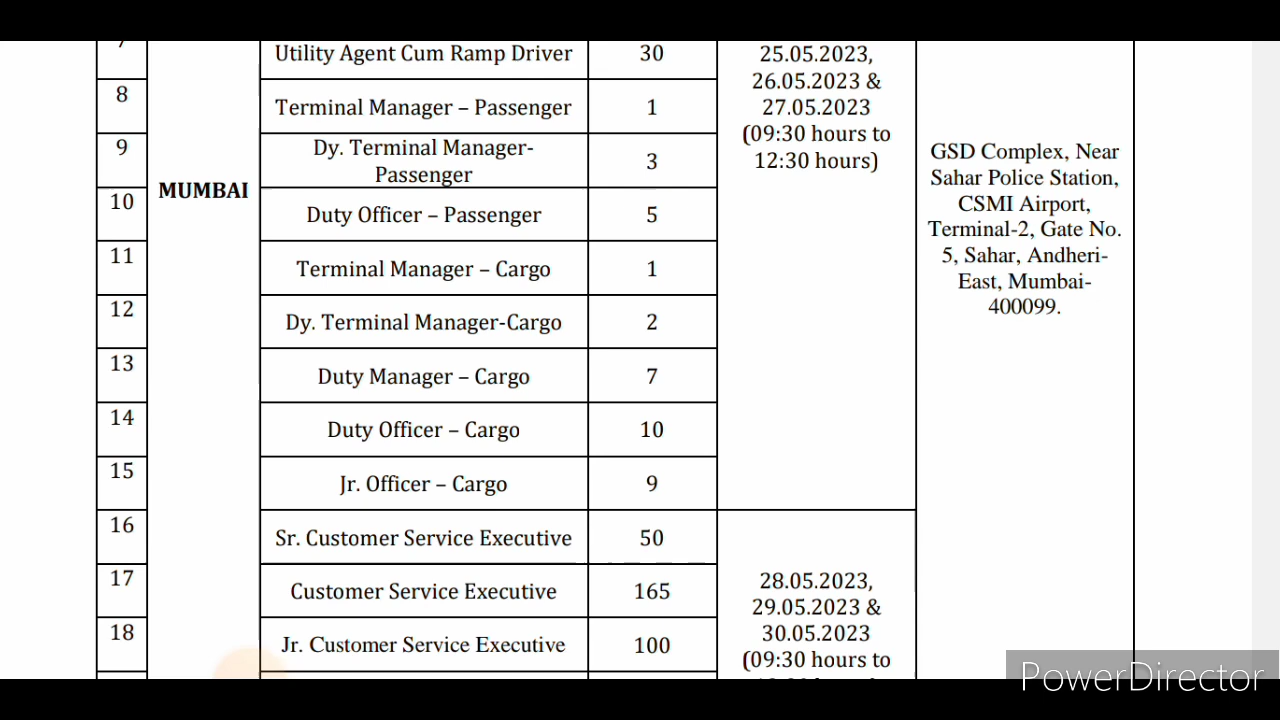 7
Utility Agent Cum Ramp Driver
30
25.05.2023,
26.05.2023 &
27.05.2023
(09:30 hours to
12:30 hours)
8
Terminal Manager – Passenger
1
9
Dy. Terminal Manager-
Passenger
3
MUMBAI
GSD Complex, Near
Sahar Police Station,
CSMI Airport,
Terminal-2, Gate No.
5, Sahar, Andheri-
East, Mumbai-
400099.
10
Duty Officer – Passenger
5
11
Terminal Manager – Cargo
1
12
Dy. Terminal Manager-Cargo
2
13
Duty Manager – Cargo
7
14
Duty Officer – Cargo
10
15
Jr. Officer – Cargo
9
16
Sr. Customer Service Executive
50
17
Customer Service Executive
165
28.05.2023,
29.05.2023 &
30.05.2023
(09:30 hours to
18
Jr. Customer Service Executive
100
PowerDirector